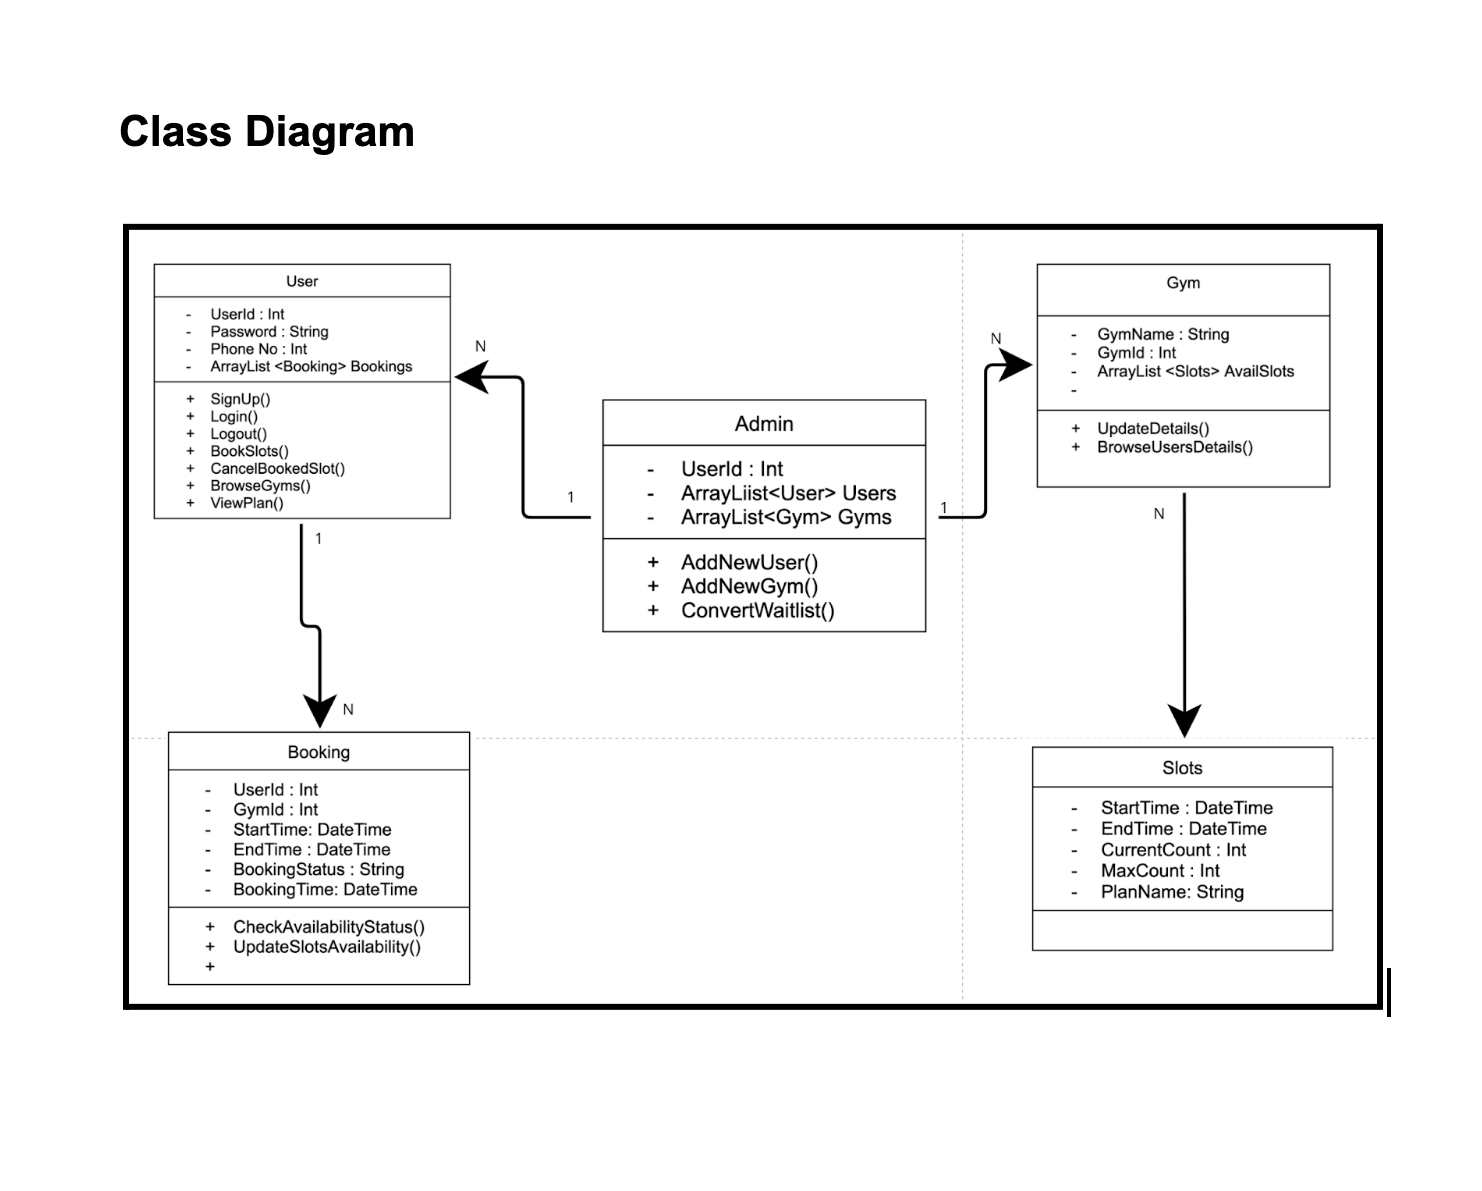 Class Diagram
User
- UserId : Int
- Password : String
- Phone No : Int
- ArrayList <Booking> Bookings
+ SignUp()
+ Login()
+ Logout()
+ BookSlots()
+ CancelBookedSlot()
+ BrowseGyms()
+ ViewPlan()
N
1
Admin
- UserId : Int
- ArrayLiist<User> Users
- ArrayList<Gym> Gyms
+ AddNewUser()
+ AddNewGym()
+ ConvertWaitlist()
1
N
Gym
- GymName : String
- GymId : Int
- ArrayList <Slots> AvailSlots
-
+ UpdateDetails()
+ BrowseUsersDetails()
1
N
N
Booking
- UserId : Int
- GymId : Int
- StartTime: DateTime
- EndTime : DateTime
- BookingStatus : String
- BookingTime: DateTime
+ CheckAvailabilityStatus()
+ UpdateSlotsAvailability()
+
Slots
- StartTime : DateTime
- EndTime : DateTime
- CurrentCount : Int
- MaxCount : Int
- PlanName: String